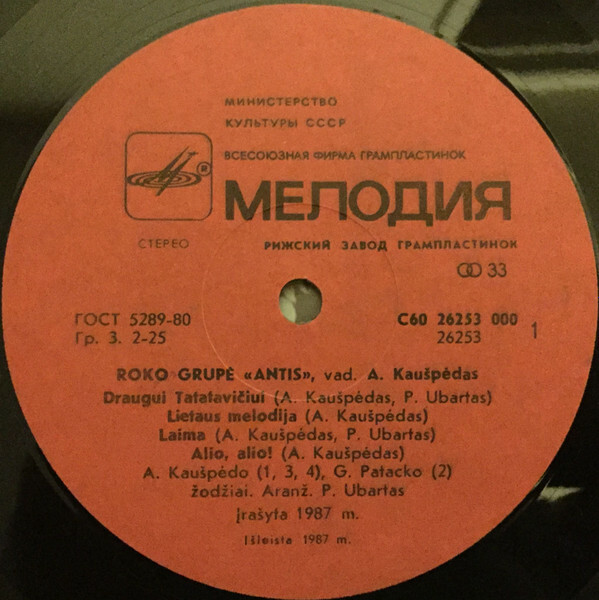 МИНИСТЕРСТВО
КУЛЬТУРЫ СССР
ВСЕСОЮЗНАЯ ФИРМА ГРАМПЛАСТИНОК
®
МЕЛОДИЯ
СТЕРЕО
РИЖСКИЙ ЗАВОД ГРАМПЛАСТИНОК
33
ГОСТ 5289-80
С60 26253 000
Гр. 3. 2-25
26253
1
ROKO GRUPĖ «ANTIS», vad. A. Kaušpėdas
Draugui Tatatavičiui (A. Kaušpėdas, P. Ubartas)
Lietaus melodija (A. Kaušpėdas)
Laima (A. Kaušpėdas, P. Ubartas)
Alio, alio! (A. Kaušpėdas)
A. Kaušpėdo (1, 3, 4), G. Patacko (2)
žodžiai. Aranž. P. Ubartas
Įrašyta 1987 m.
Išleista 1987 m.